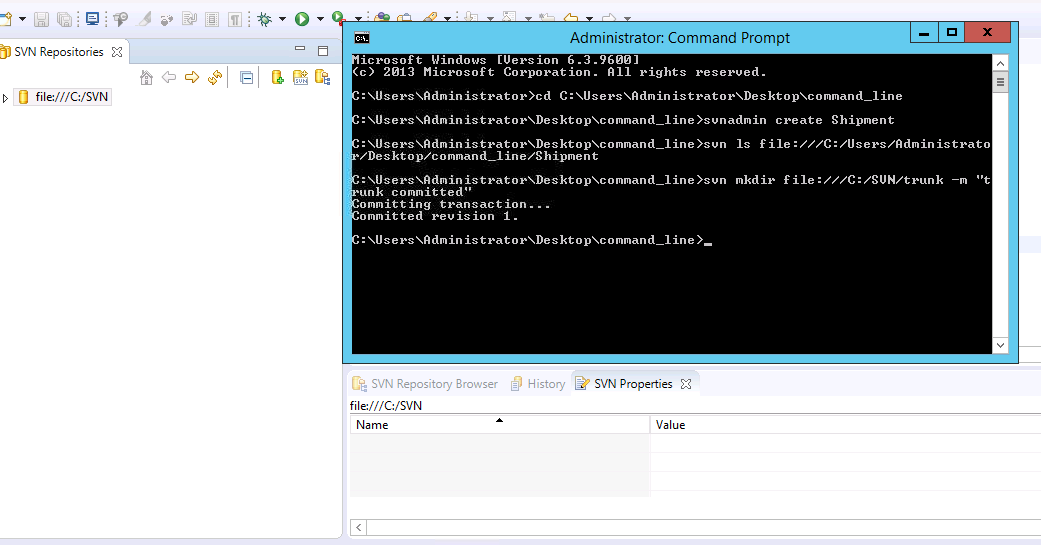 SVN Repositories
file:///C:/SVN
Administrator: Command Prompt
Microsoft Windows [Version 6.3.9600]
(c) 2013 Microsoft Corporation. All rights reserved.
C:\Users\Administrator>cd C:\Users\Administrator\Desktop\command_line
C:\Users\Administrator\Desktop\command_line>svnadmin create Shipment
C:\Users\Administrator\Desktop\command_line>svn ls file:///C:/Users/Administrato
r/Desktop/command_line/Shipment
C:\Users\Administrator\Desktop\command_line>svn mkdir file:///C:/SVN/trunk -m "t
runk committed"
Committing transaction...
Committed revision 1.
C:\Users\Administrator\Desktop\command_line>_
SVN Repository Browser History SVN Properties
file:///C:/SVN
Name Value